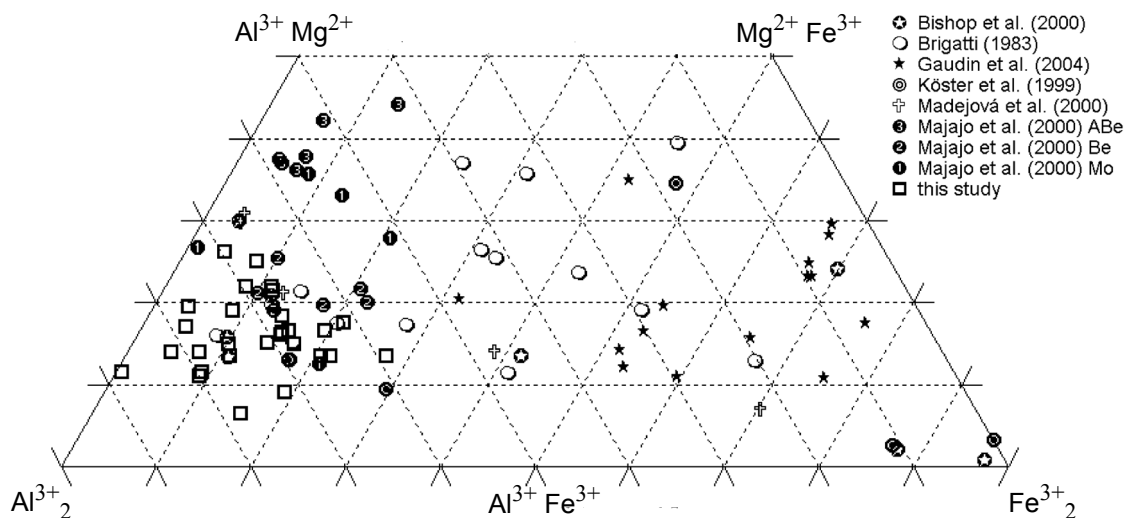 Al³⁺ Mg²⁺
Mg²⁺ Fe³⁺
Bishop et al. (2000)
Brigatti (1983)
Gaudin et al. (2004)
Köster et al. (1999)
Madejová et al. (2000)
Majajo et al. (2000) ABe
Majajo et al. (2000) Be
Majajo et al. (2000) Mo
this study
Al³⁺₂
Al³⁺ Fe³⁺
Fe³⁺₂